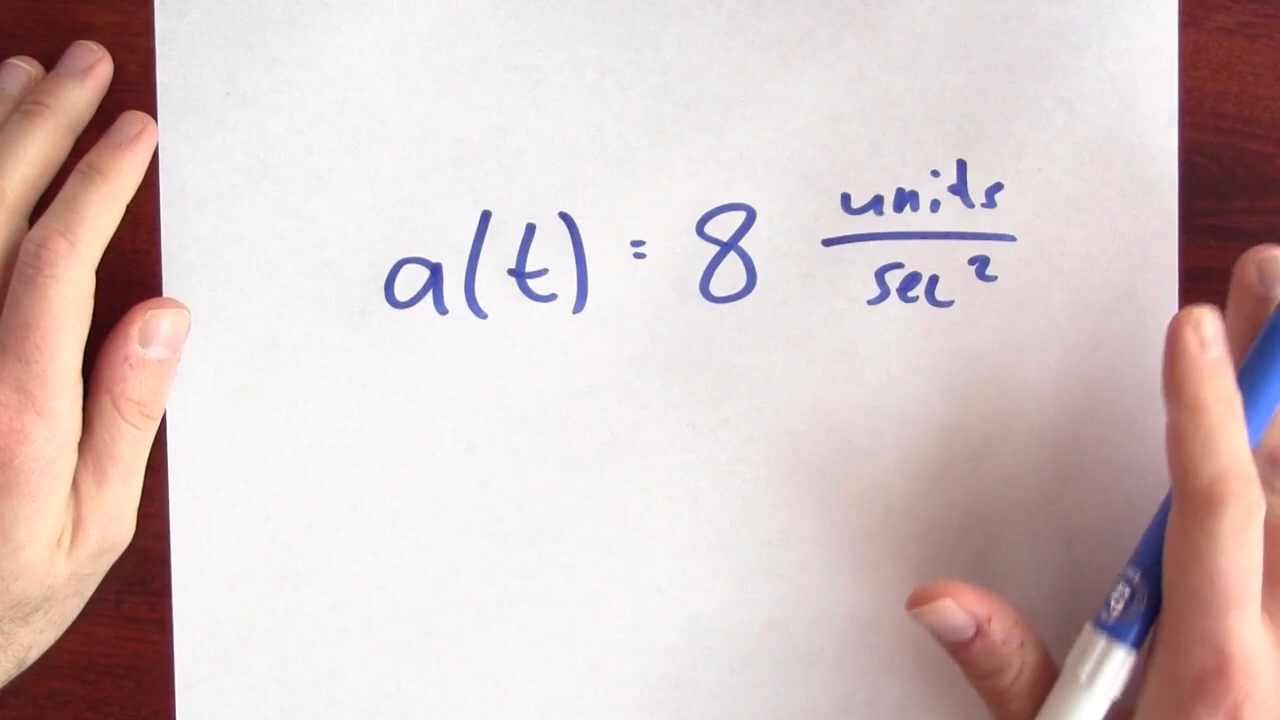 a(t) = 8 units/sec²